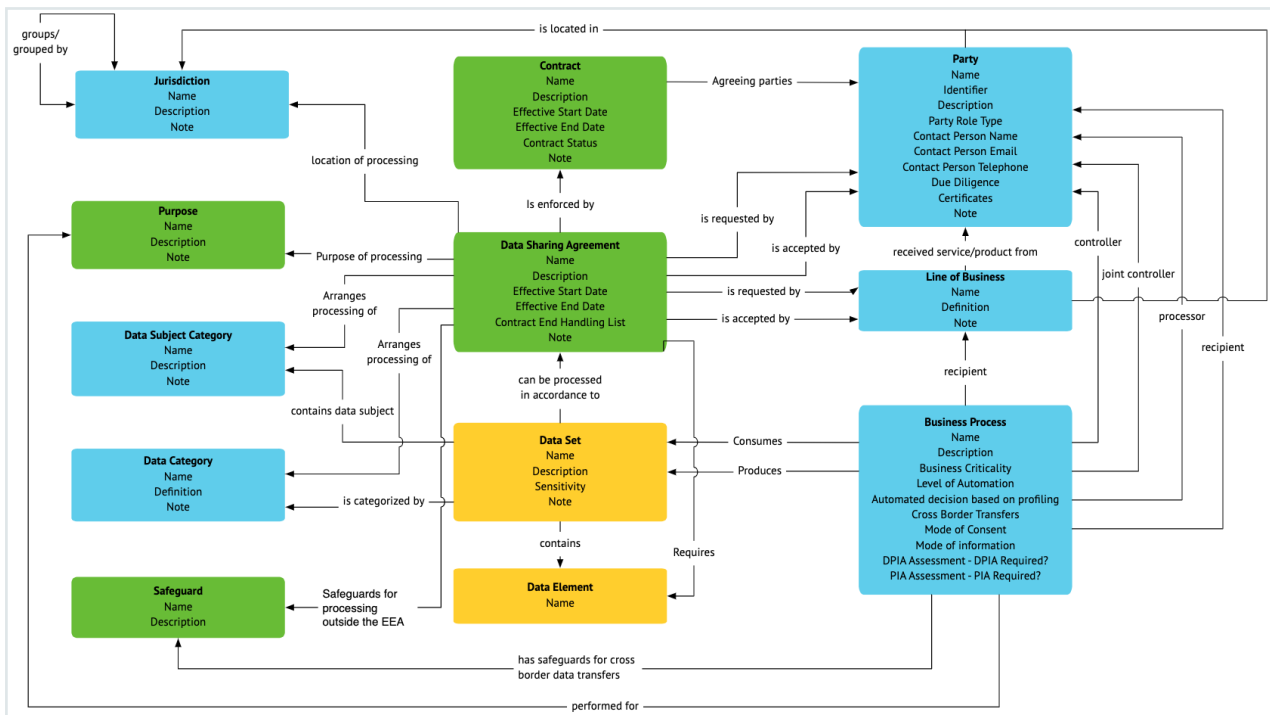 groups/
grouped by
is located in
Jurisdiction
Name
Description
Note
Contract
Name
Description
Effective Start Date
Effective End Date
Contract Status
Note
Agreeing parties
Party
Name
Identifier
Description
Party Role Type
Contact Person Name
Contact Person Email
Contact Person Telephone
Due Diligence
Certificates
Note
location of processing
Is enforced by
is requested by
is accepted by
Purpose
Name
Description
Note
Purpose of processing
Data Sharing Agreement
Name
Description
Effective Start Date
Effective End Date
Contract End Handling List
Note
received service/product from
controller
joint controller
processor
recipient
is requested by
is accepted by
Line of Business
Name
Definition
Note
Arranges
processing of
Arranges
processing of
Data Subject Category
Name
Description
Note
contains data subject
can be processed
in accordance to
recipient
Data Category
Name
Definition
Note
is categorized by
Data Set
Name
Description
Sensitivity
Note
Consumes
Produces
Business Process
Name
Description
Business Criticality
Level of Automation
Automated decision based on profiling
Cross Border Transfers
Mode of Consent
Mode of information
DPIA Assessment - DPIA Required?
PIA Assessment - PIA Required?
contains
Requires
Safeguard
Name
Description
Safeguards for
processing
outside the EEA
Data Element
Name
has safeguards for cross
border data transfers
performed for